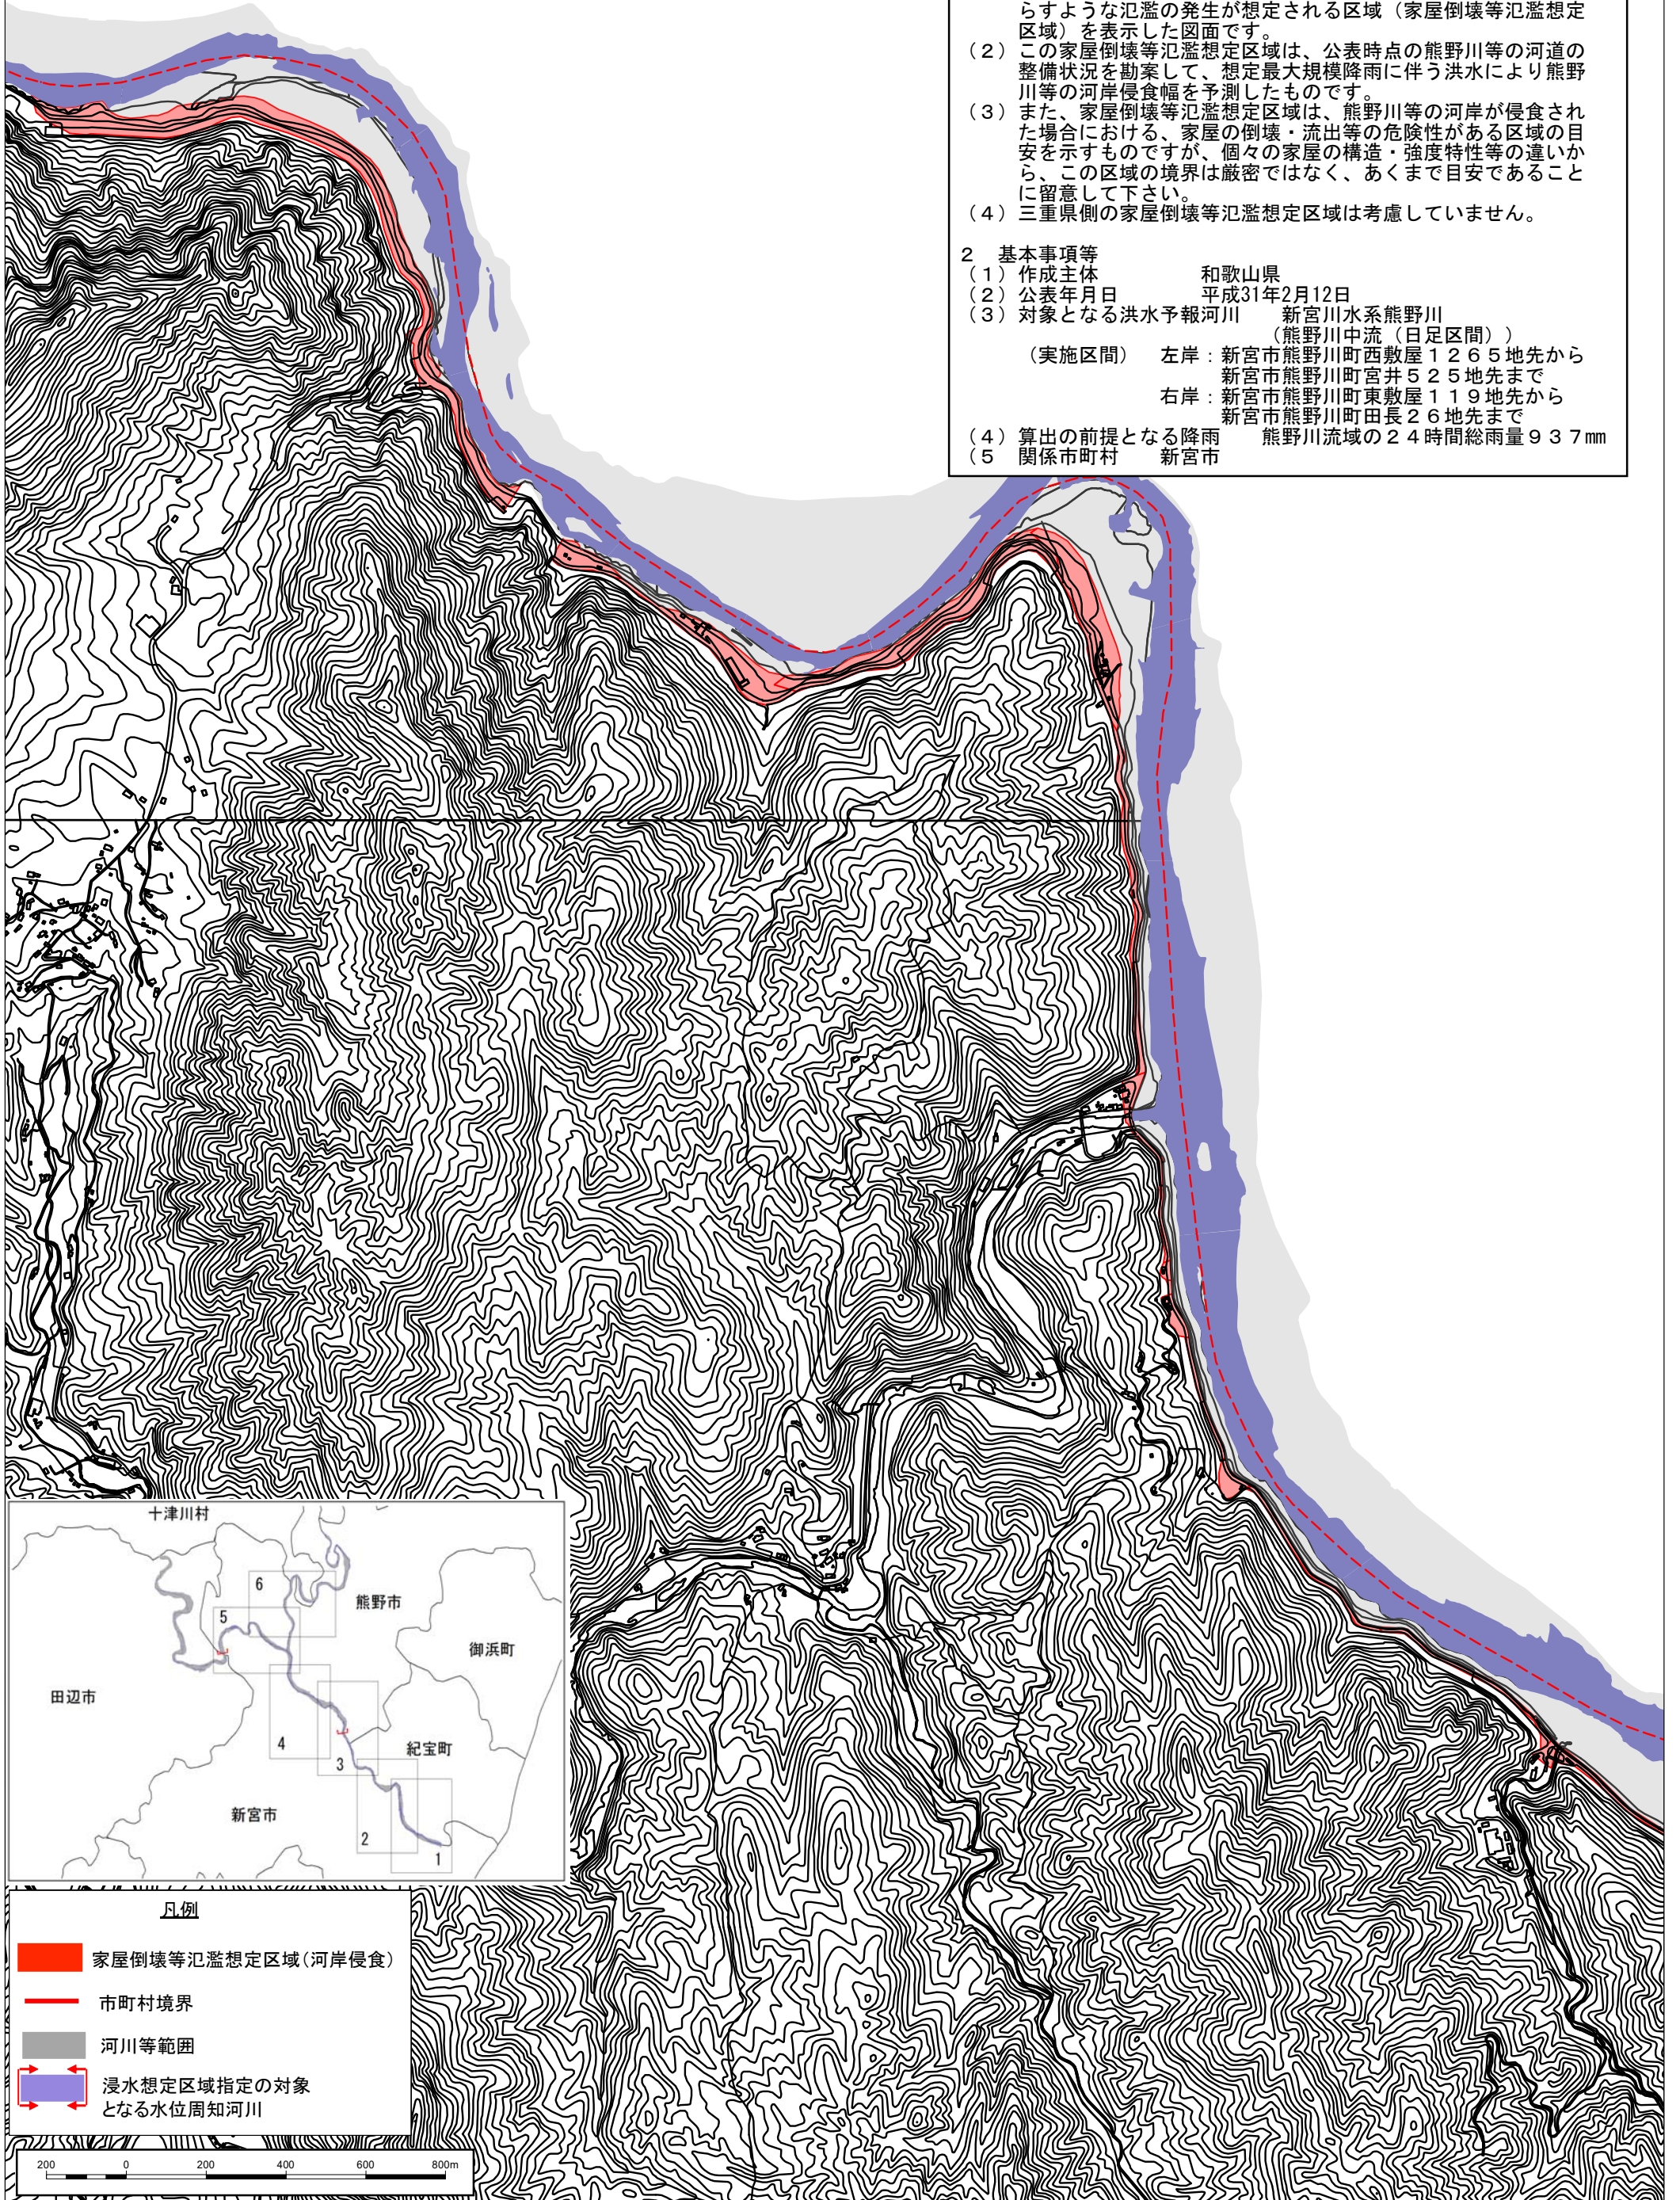 らすような氾濫の発生が想定される区域（家屋倒壊等氾濫想定
区域）を表示した図面です。
（２）この家屋倒壊等氾濫想定区域は、公表時点の熊野川等の河道の
整備状況を勘案して、想定最大規模降雨に伴う洪水により熊野
川等の河岸侵食幅を予測したものです。
（３）また、家屋倒壊等氾濫想定区域は、熊野川等の河岸が侵食され
た場合における、家屋の倒壊・流出等の危険性がある区域の目
安を示すものですが、個々の家屋の構造・強度特性等の違いか
ら、この区域の境界は厳密ではなく、あくまで目安であること
に留意して下さい。
（４）三重県側の家屋倒壊等氾濫想定区域は考慮していません。
２　基本事項等
（１）作成主体　和歌山県
（２）公表年月日　平成31年2月12日
（３）対象となる洪水予報河川　新宮川水系熊野川
（熊野川中流（日足区間））
（実施区間）　左岸：新宮市熊野川町西敷屋１２６５地先から
新宮市熊野川町宮井５２５地先まで
右岸：新宮市熊野川町東敷屋１１９地先から
新宮市熊野川町田長２６地先まで
（４）算出の前提となる降雨　熊野川流域の２４時間総雨量９３７㎜
（５　関係市町村　新宮市
十津川村
6
熊野市
5
御浜町
田辺市
4
紀宝町
3
新宮市
2
1
凡例
家屋倒壊等氾濫想定区域（河岸侵食）
市町村境界
河川等範囲
浸水想定区域指定の対象
となる水位周知河川
200 0 200 400 600 800m